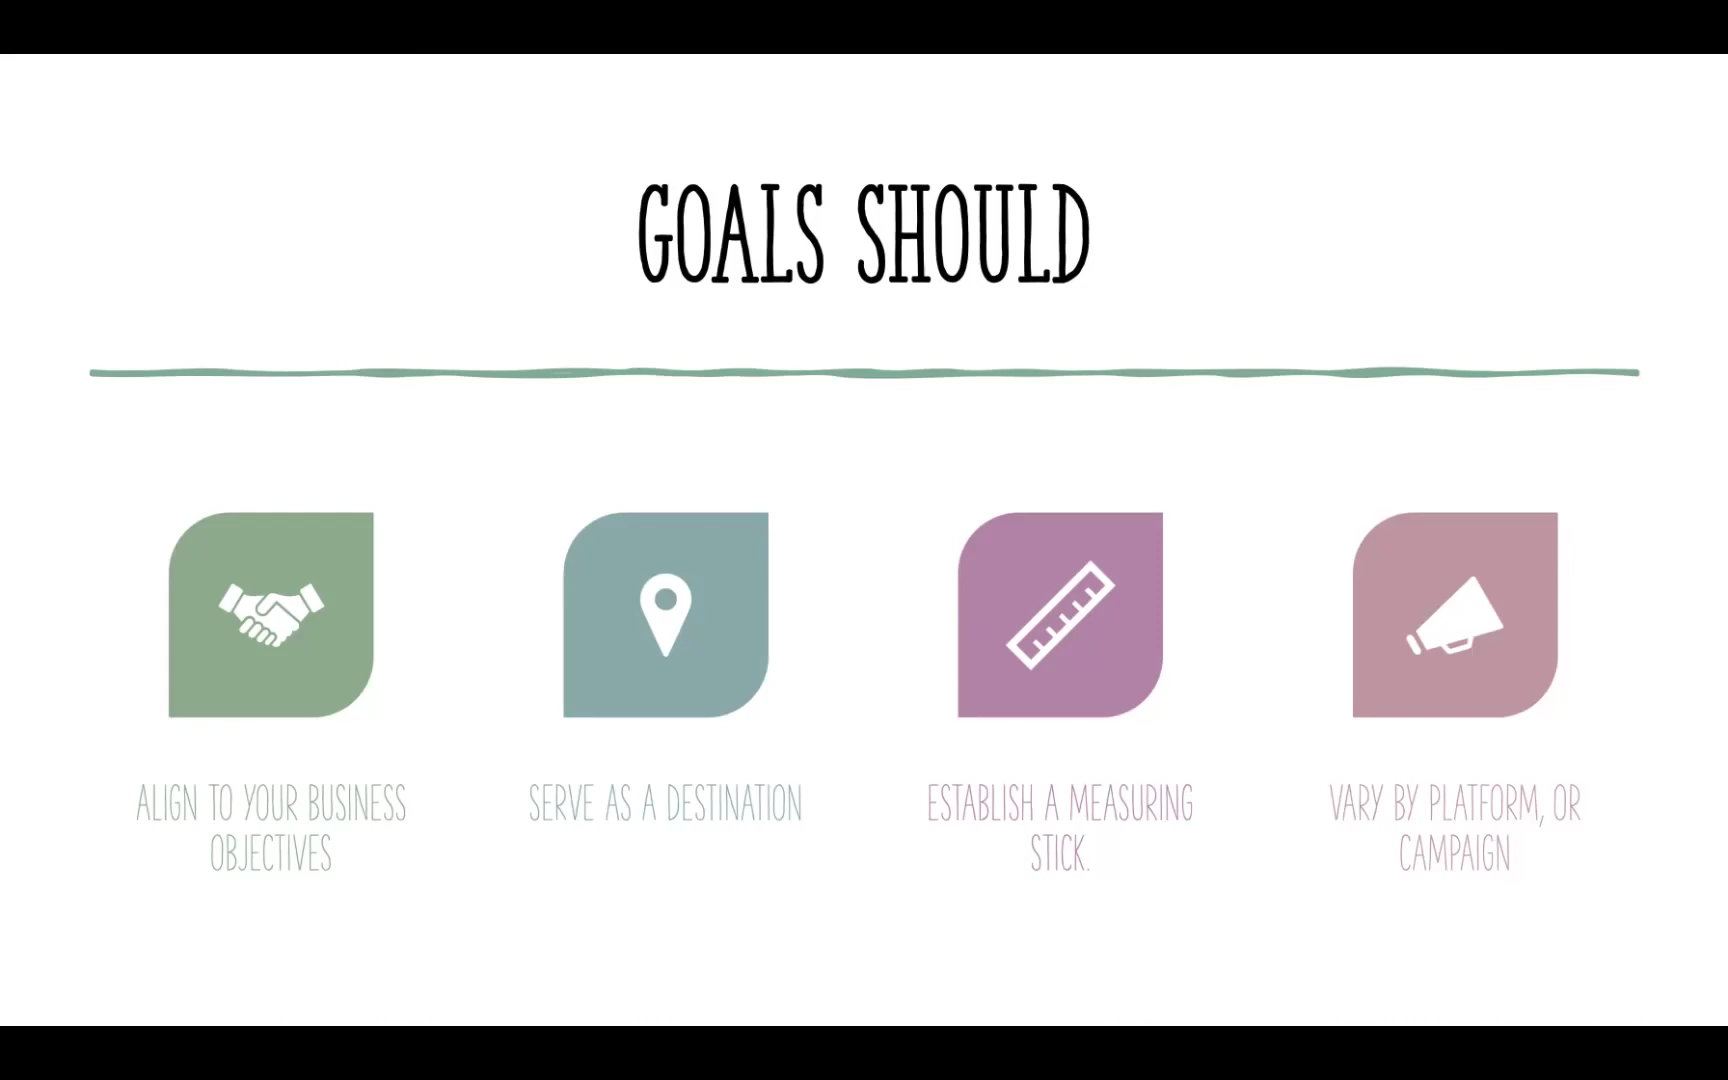 GOALS SHOULD
ALIGN TO YOUR BUSINESS
OBJECTIVES
SERVE AS A DESTINATION
ESTABLISH A MEASURING
STICK.
VARY BY PLATFORM, OR
CAMPAIGN